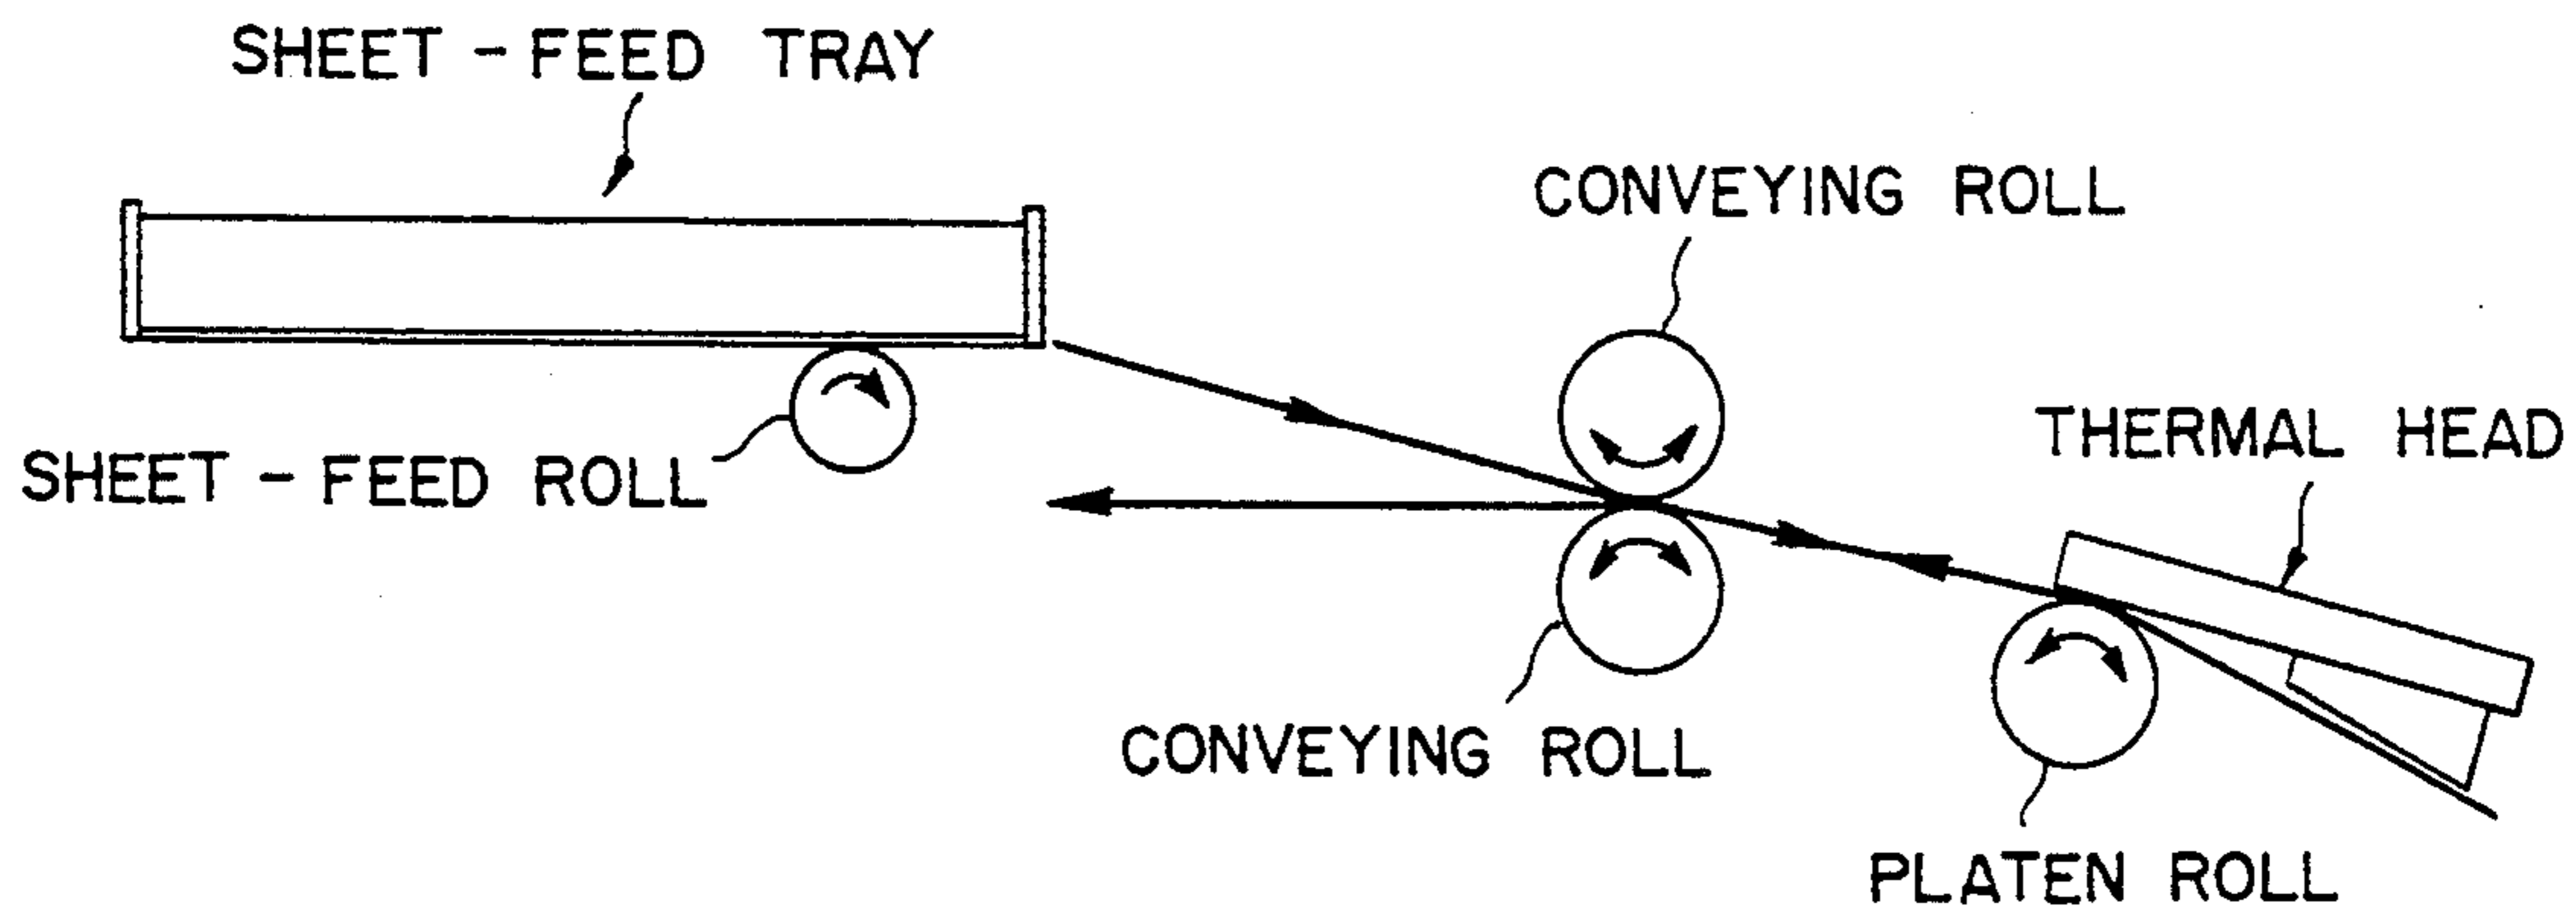 SHEET - FEED TRAY
CONVEYING ROLL
THERMAL HEAD
SHEET - FEED ROLL
CONVEYING ROLL
PLATEN ROLL